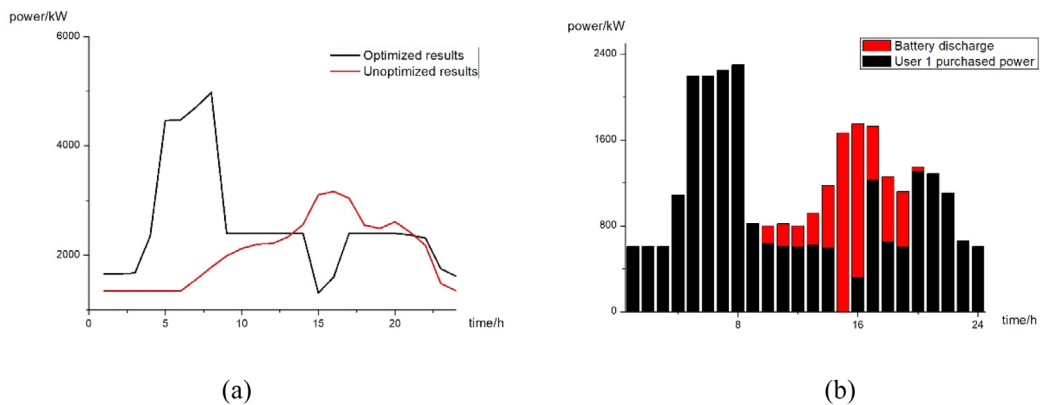 power/kW
6000
4000
2000
0
5
10
15
20
time/h
Optimized results
Unoptimized results
(a)
power/kW
2400
1600
800
0
8
16
24
time/h
Battery discharge
User 1 purchased power
(b)